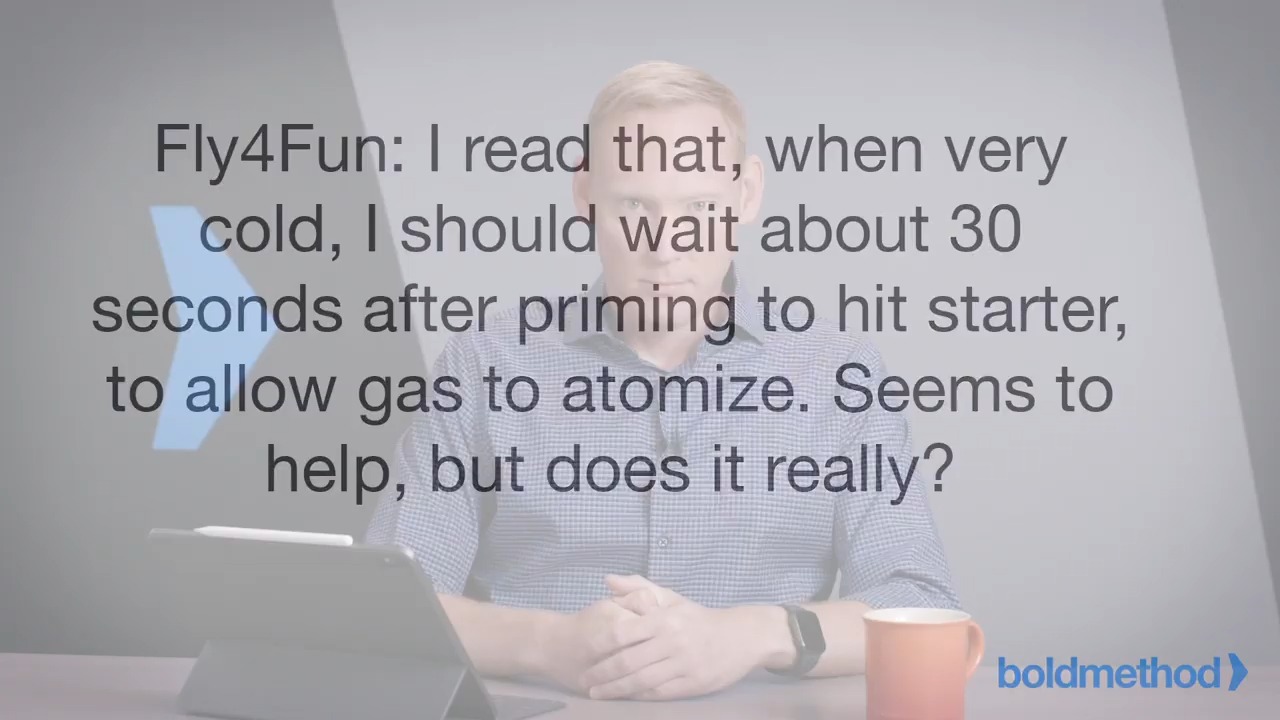 Fly4Fun: I read that, when very
cold, I should wait about 30
seconds after priming to hit starter,
to allow gas to atomize. Seems to
help, but does it really?
boldmethod